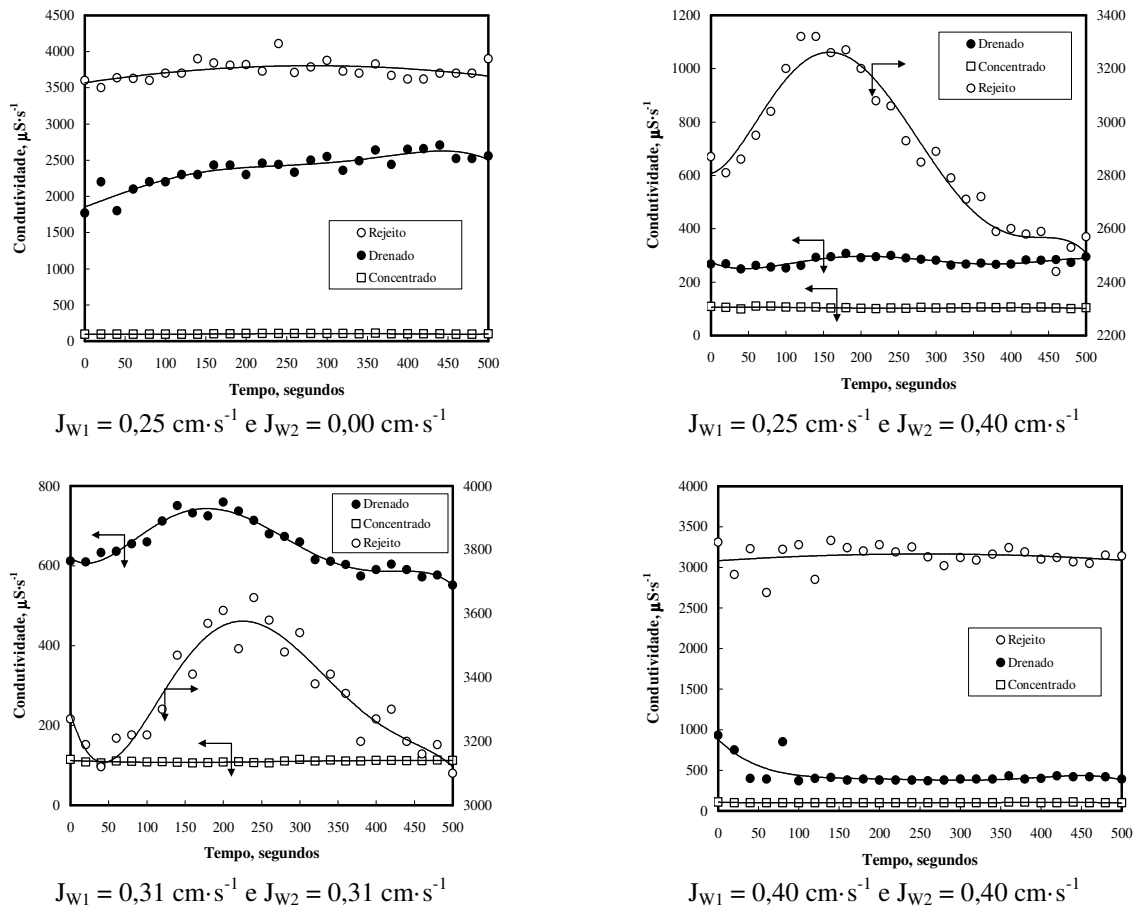 Condutividade, µS·s⁻¹
4500
4000
3500
3000
2500
2000
1500
1000
500
0
Rejeito
Drenado
Concentrado
0 50 100 150 200 250 300 350 400 450 500
Tempo, segundos
J_W1 = 0,25 cm·s⁻¹ e J_W2 = 0,00 cm·s⁻¹
Condutividade, µS·s⁻¹
1200
1000
800
600
400
200
0
Drenado
Concentrado
Rejeito
3400
3200
3000
2800
2600
2400
2200
0 50 100 150 200 250 300 350 400 450 500
Tempo, segundos
J_W1 = 0,25 cm·s⁻¹ e J_W2 = 0,40 cm·s⁻¹
Condutividade, µS·s⁻¹
800
600
400
200
0
Drenado
Concentrado
Rejeito
4000
3800
3600
3400
3200
3000
0 50 100 150 200 250 300 350 400 450 500
Tempo, segundos
J_W1 = 0,31 cm·s⁻¹ e J_W2 = 0,31 cm·s⁻¹
Condutividade, µS·s⁻¹
4000
3500
3000
2500
2000
1500
1000
500
0
Rejeito
Drenado
Concentrado
0 50 100 150 200 250 300 350 400 450 500
Tempo, segundos
J_W1 = 0,40 cm·s⁻¹ e J_W2 = 0,40 cm·s⁻¹